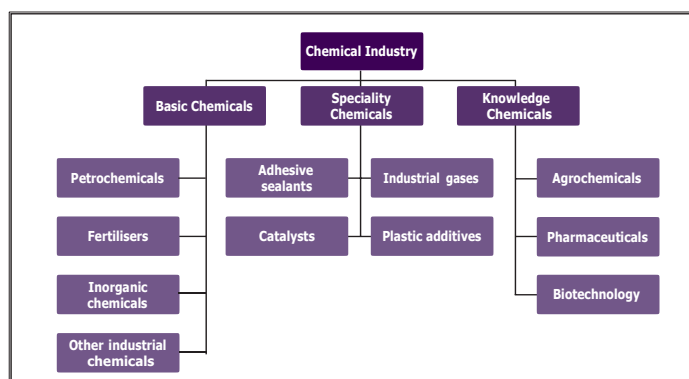 Chemical Industry
Basic Chemicals
Speciality
Chemicals
Knowledge
Chemicals
Petrochemicals
Fertilisers
Inorganic
chemicals
Other industrial
chemicals
Adhesive
sealants
Industrial gases
Catalysts
Plastic additives
Agrochemicals
Pharmaceuticals
Biotechnology